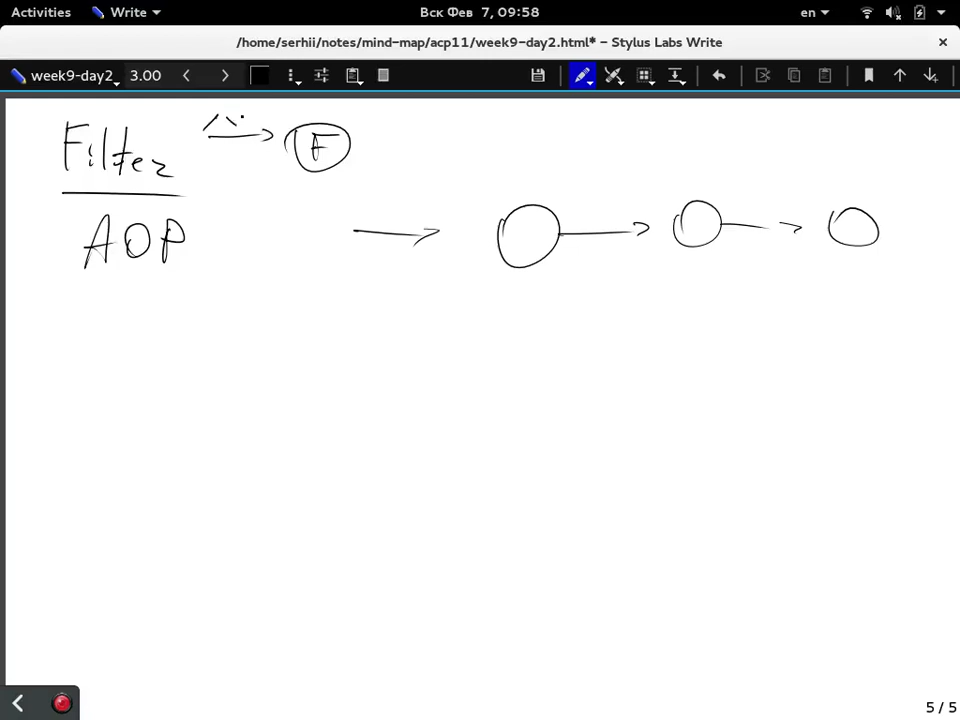 Activities Write Вск Фев 7, 09:58 en
/home/serhii/notes/mind-map/acp11/week9-day2.html* – Stylus Labs Write ×
week9-day2 3.00
Filter F
AOP
5 / 5